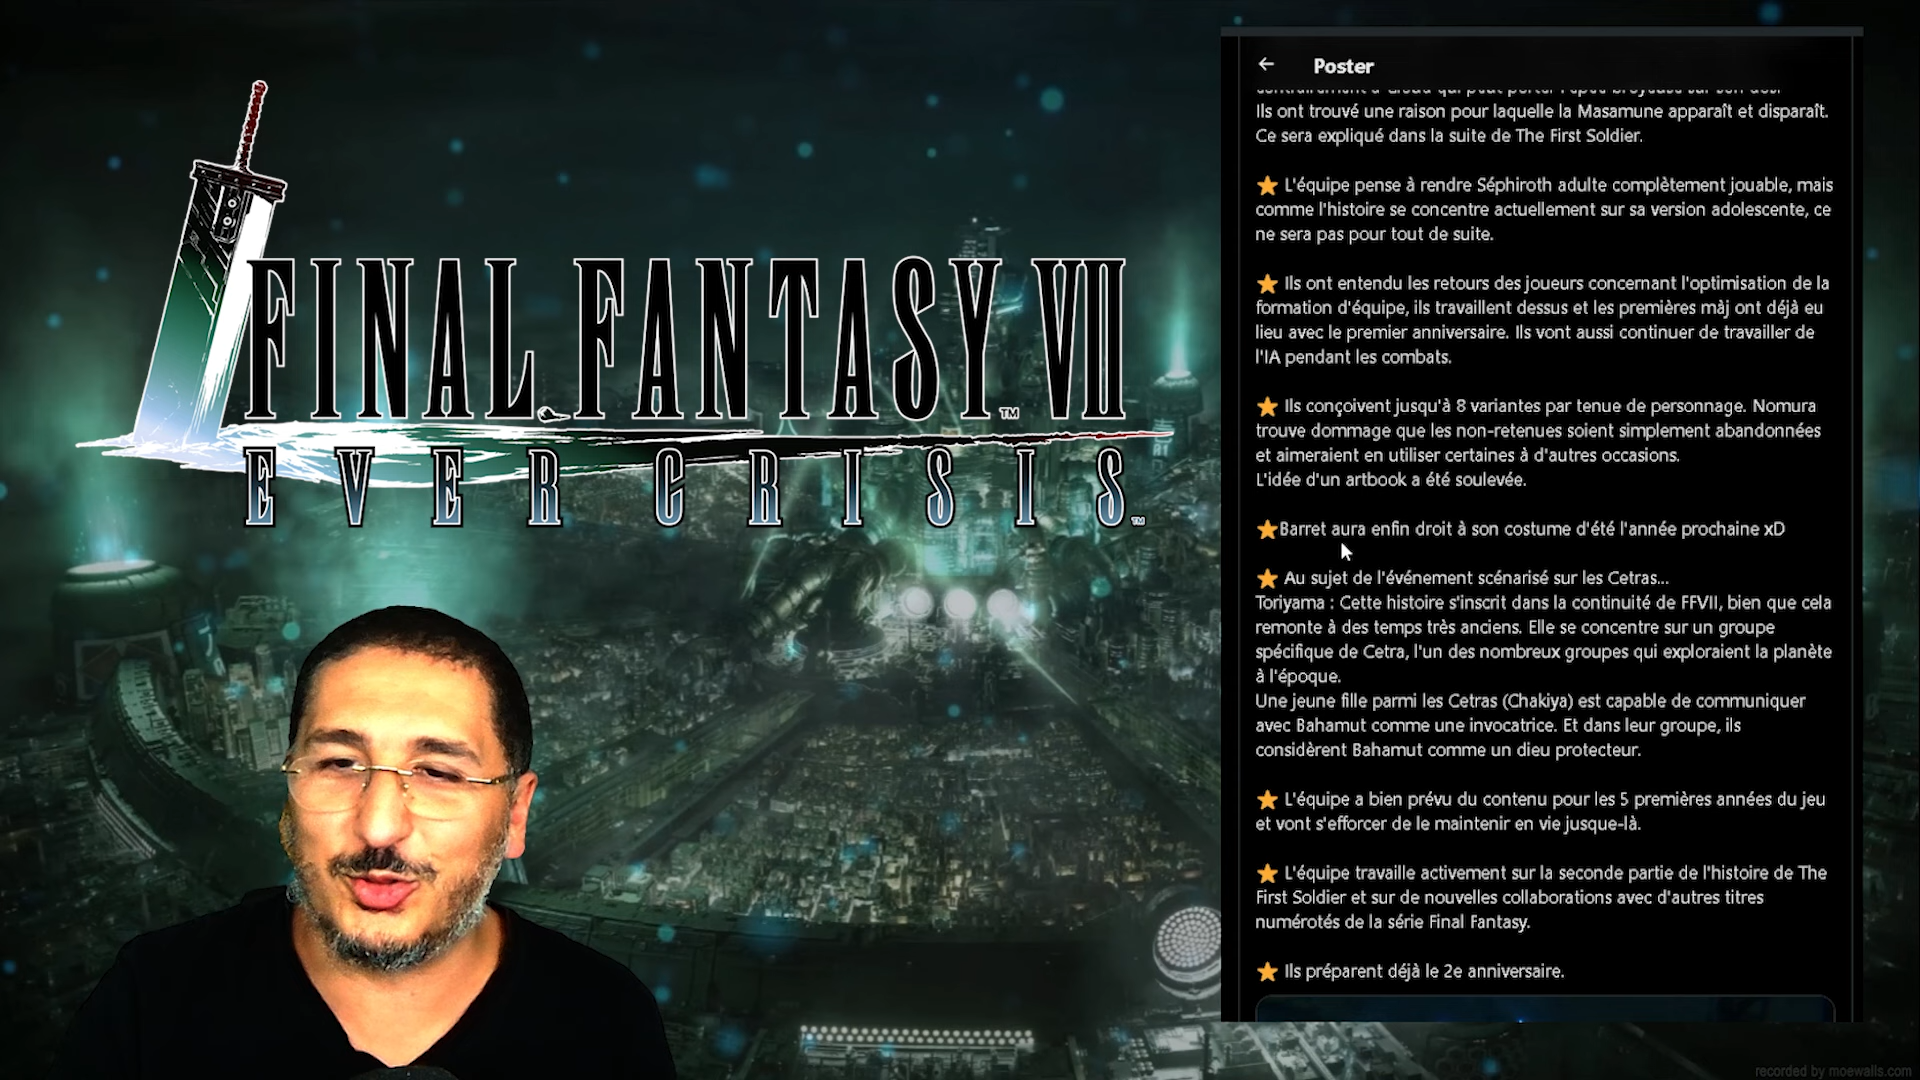 Poster
Ils ont trouvé une raison pour laquelle la Masamune apparaît et disparaît.
Ce sera expliqué dans la suite de The First Soldier.
L'équipe pense à rendre Séphiroth adulte complètement jouable, mais
comme l'histoire se concentre actuellement sur sa version adolescente, ce
ne sera pas pour tout de suite.
Ils ont entendu les retours des joueurs concernant l'optimisation de la
formation d'équipe, ils travaillent dessus et les premières màj ont déjà eu
lieu avec le premier anniversaire. Ils vont aussi continuer de travailler de
l'IA pendant les combats.
Ils conçoivent jusqu'à 8 variantes par tenue de personnage. Nomura
trouve dommage que les non-retenues soient simplement abandonnées
et aimeraient en utiliser certaines à d'autres occasions.
L'idée d'un artbook a été soulevée.
Barret aura enfin droit à son costume d'été l'année prochaine xD
Au sujet de l'événement scénarisé sur les Cetras...
Toriyama : Cette histoire s'inscrit dans la continuité de FFVII, bien que cela
remonte à des temps très anciens. Elle se concentre sur un groupe
spécifique de Cetra, l'un des nombreux groupes qui exploraient la planète
à l'époque.
Une jeune fille parmi les Cetras (Chakiya) est capable de communiquer
avec Bahamut comme une invocatrice. Et dans leur groupe, ils
considèrent Bahamut comme un dieu protecteur.
L'équipe a bien prévu du contenu pour les 5 premières années du jeu
et vont s'efforcer de le maintenir en vie jusque-là.
L'équipe travaille activement sur la seconde partie de l'histoire de The
First Soldier et sur de nouvelles collaborations avec d'autres titres
numérotés de la série Final Fantasy.
Ils préparent déjà le 2e anniversaire.
FINAL FANTASY VII™
EVER CRISIS™
recorded by moewalls.com